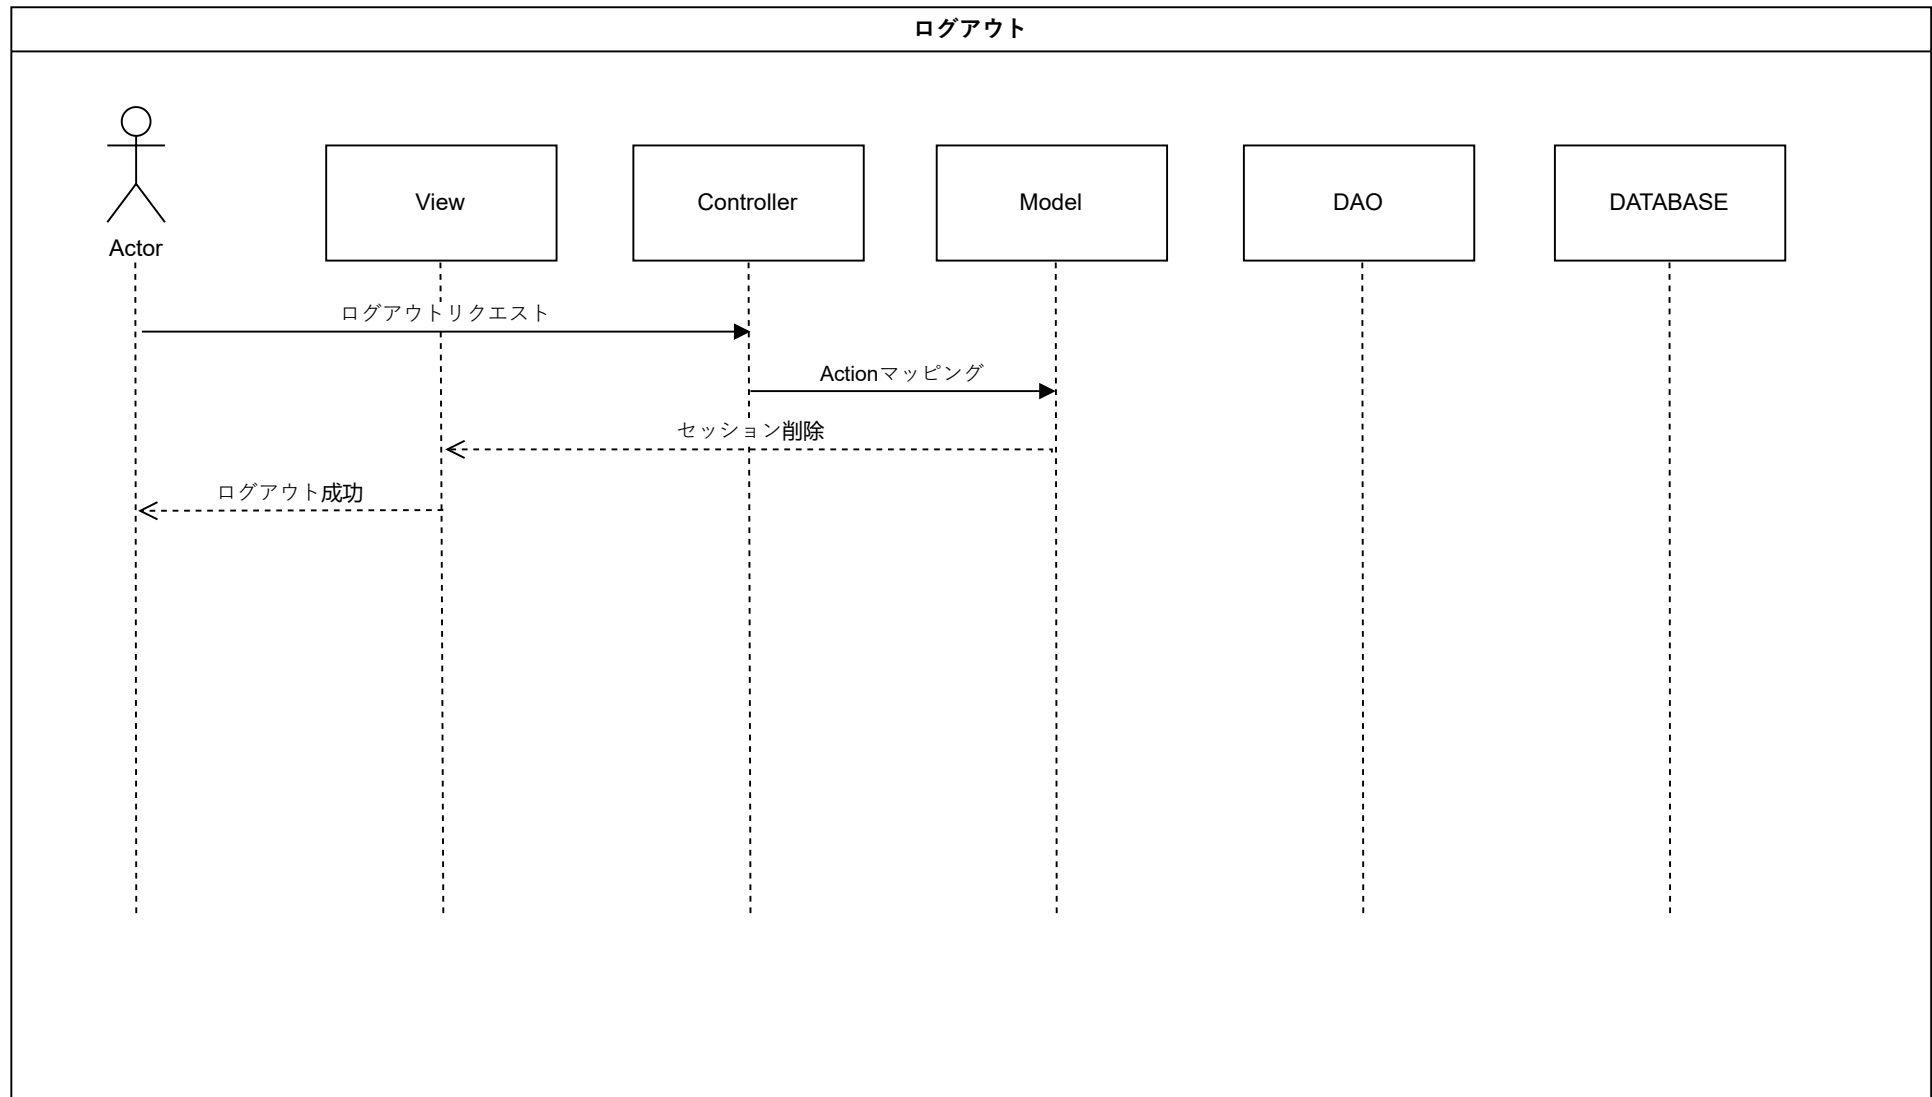 ログアウト
Actor
View
Controller
Model
DAO
DATABASE
ログアウトリクエスト
Actionマッピング
セッション削除
ログアウト成功